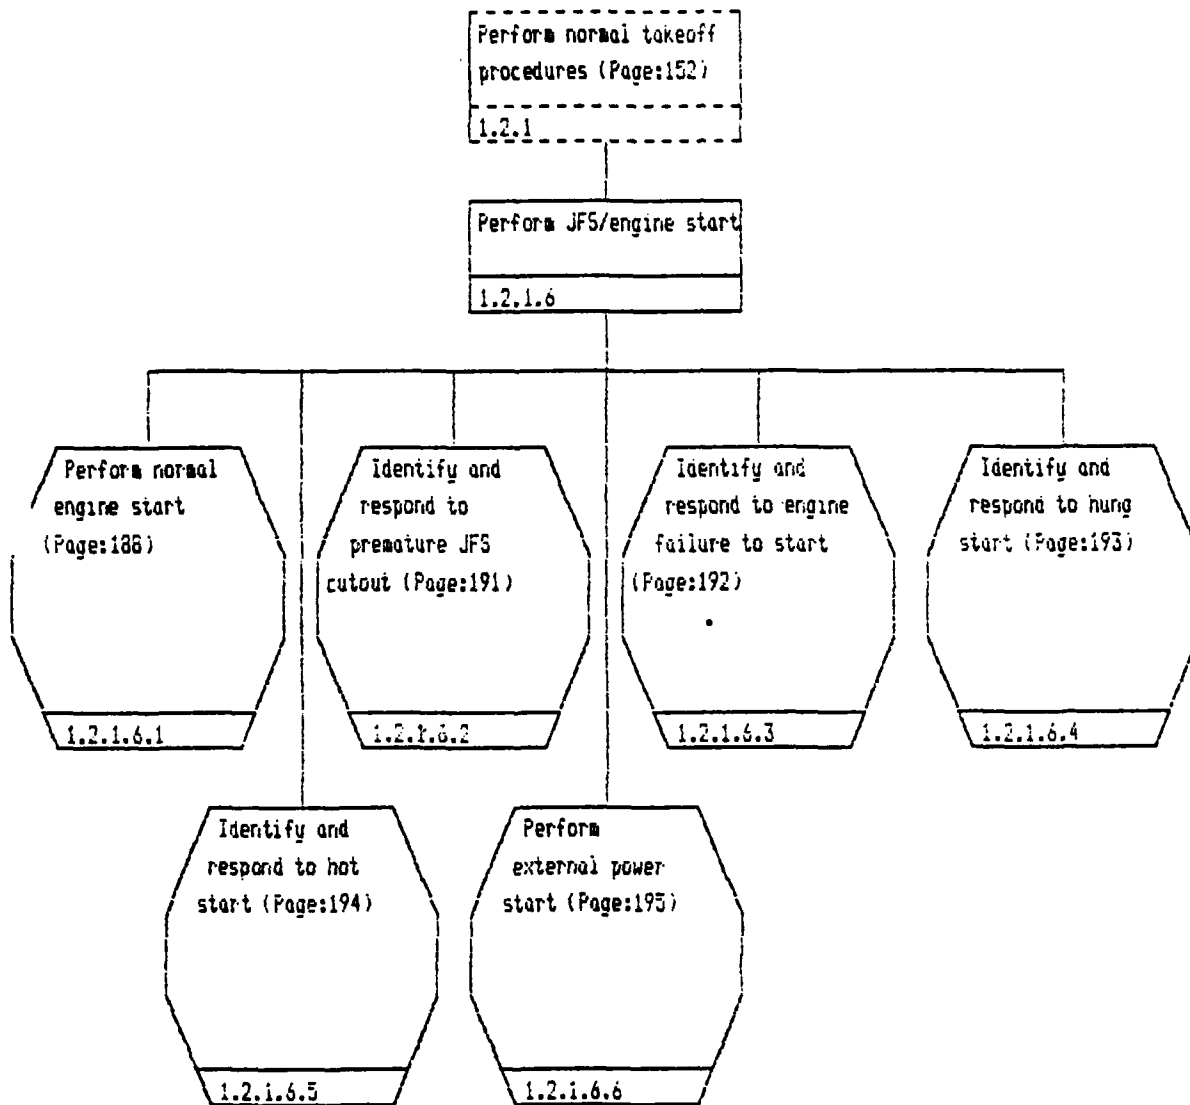 Perform normal takeoff
procedures (Page:152)
1.2.1
Perform JFS/engine start
1.2.1.6
Perform normal
engine start
(Page:188)
1.2.1.6.1
Identify and
respond to
premature JFS
cutout (Page:191)
1.2.1.6.2
Identify and
respond to engine
failure to start
(Page:192)
1.2.1.6.3
Identify and
respond to hung
start (Page:193)
1.2.1.6.4
Identify and
respond to hot
start (Page:194)
1.2.1.6.5
Perform
external power
start (Page:195)
1.2.1.6.6